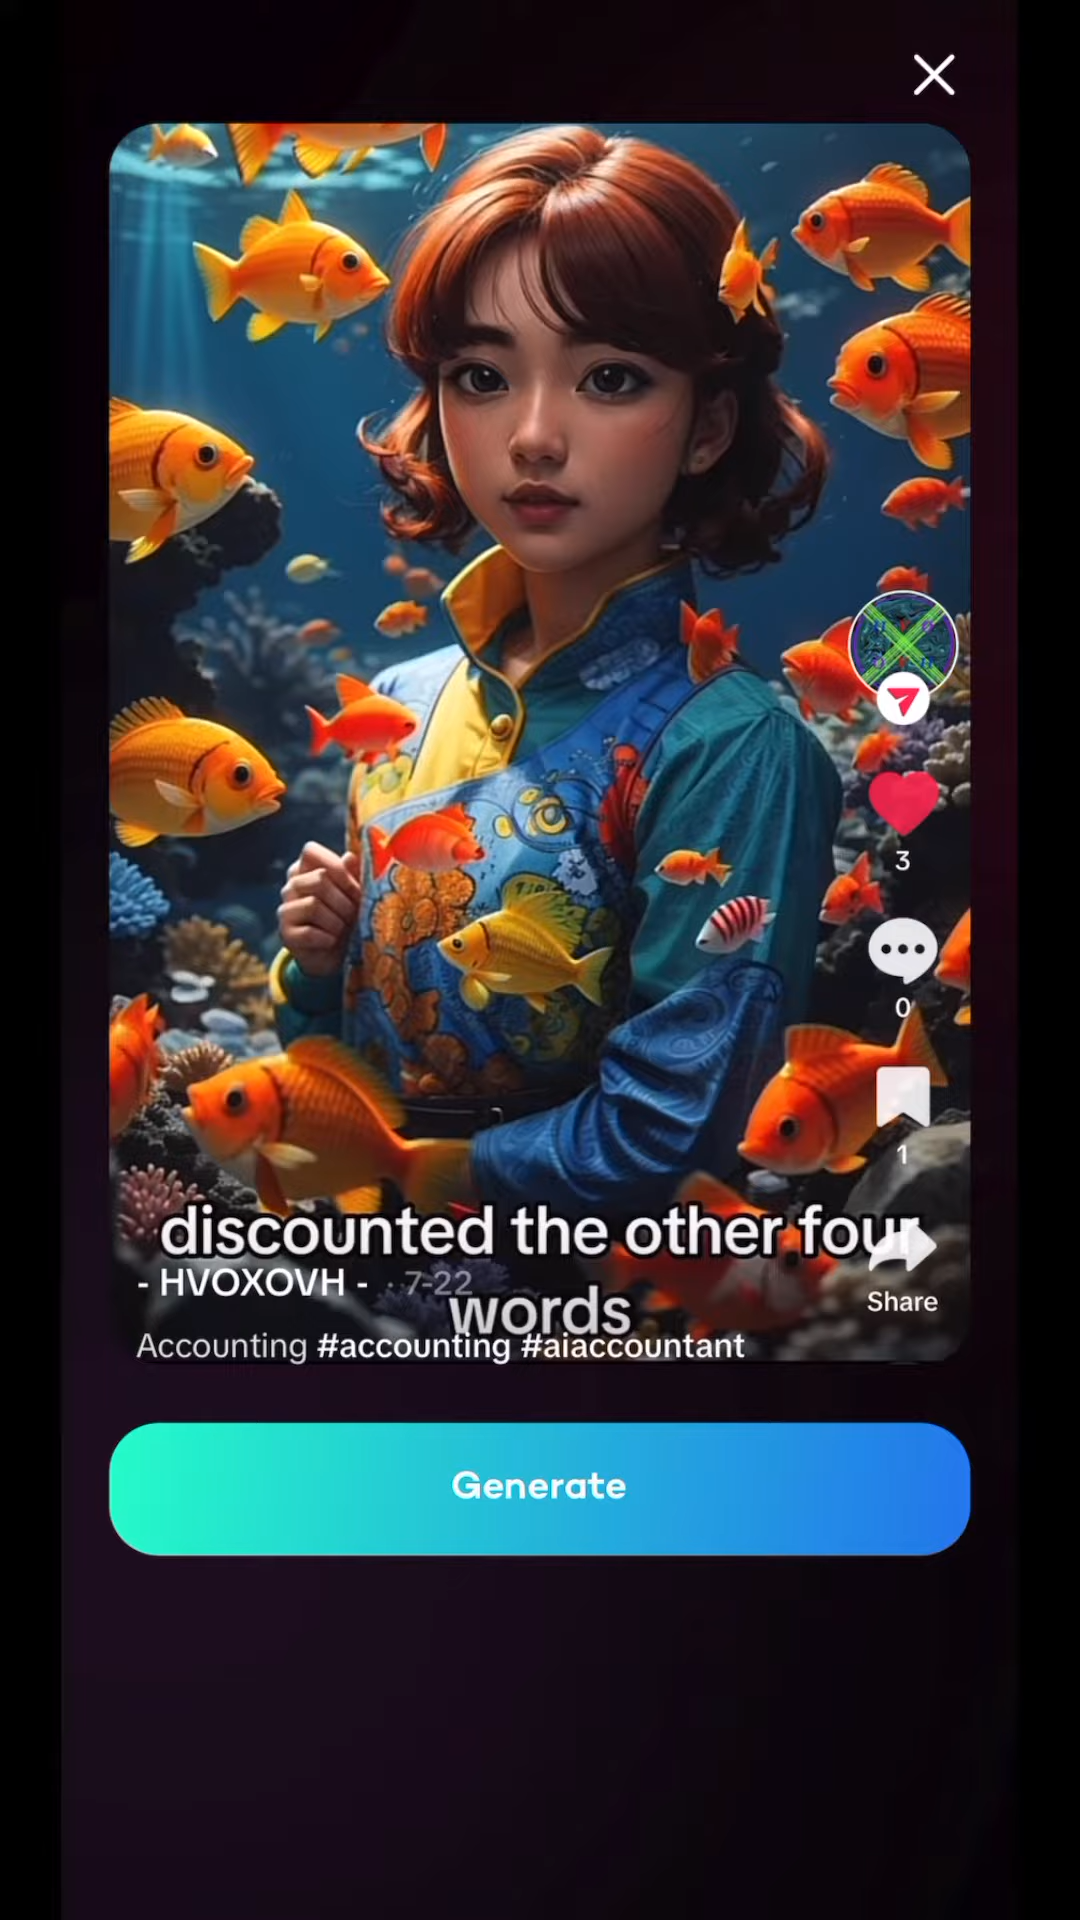 3
0
1
discounted the other four
- HVOXOVH - · 7-22
words
Share
Accounting #accounting #aiaccountant
Generate